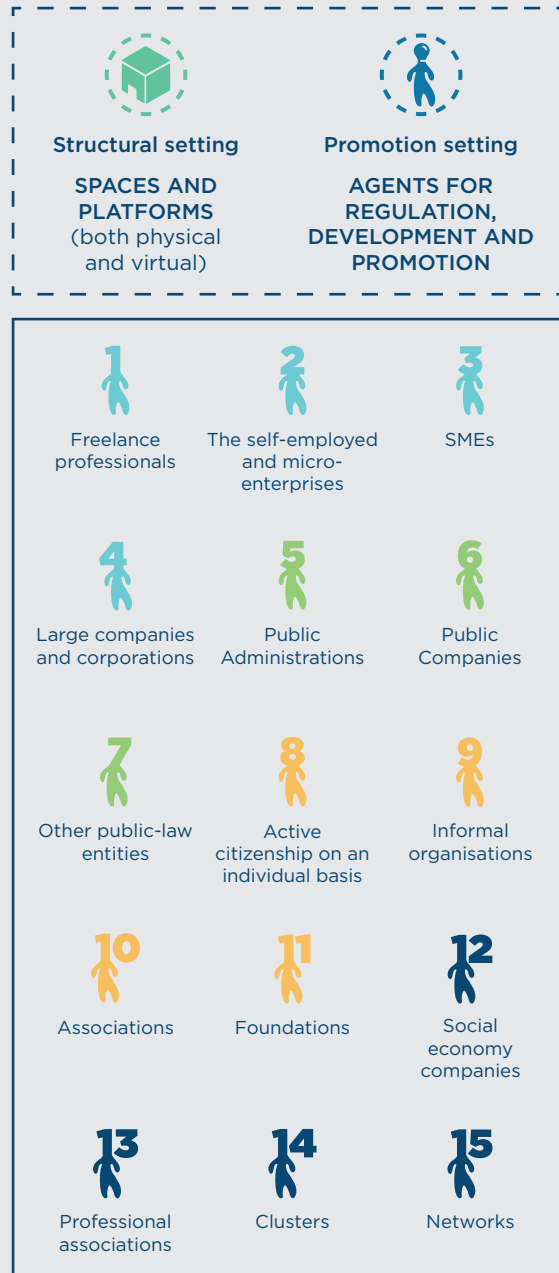 Structural setting
SPACES AND
PLATFORMS
(both physical
and virtual)
Promotion setting
AGENTS FOR
REGULATION,
DEVELOPMENT AND
PROMOTION
1
Freelance
professionals
2
The self-employed
and micro-
enterprises
3
SMEs
4
Large companies
and corporations
5
Public
Administrations
6
Public
Companies
7
Other public-law
entities
8
Active
citizenship on an
individual basis
9
Informal
organisations
10
Associations
11
Foundations
12
Social
economy
companies
13
Professional
associations
14
Clusters
15
Networks